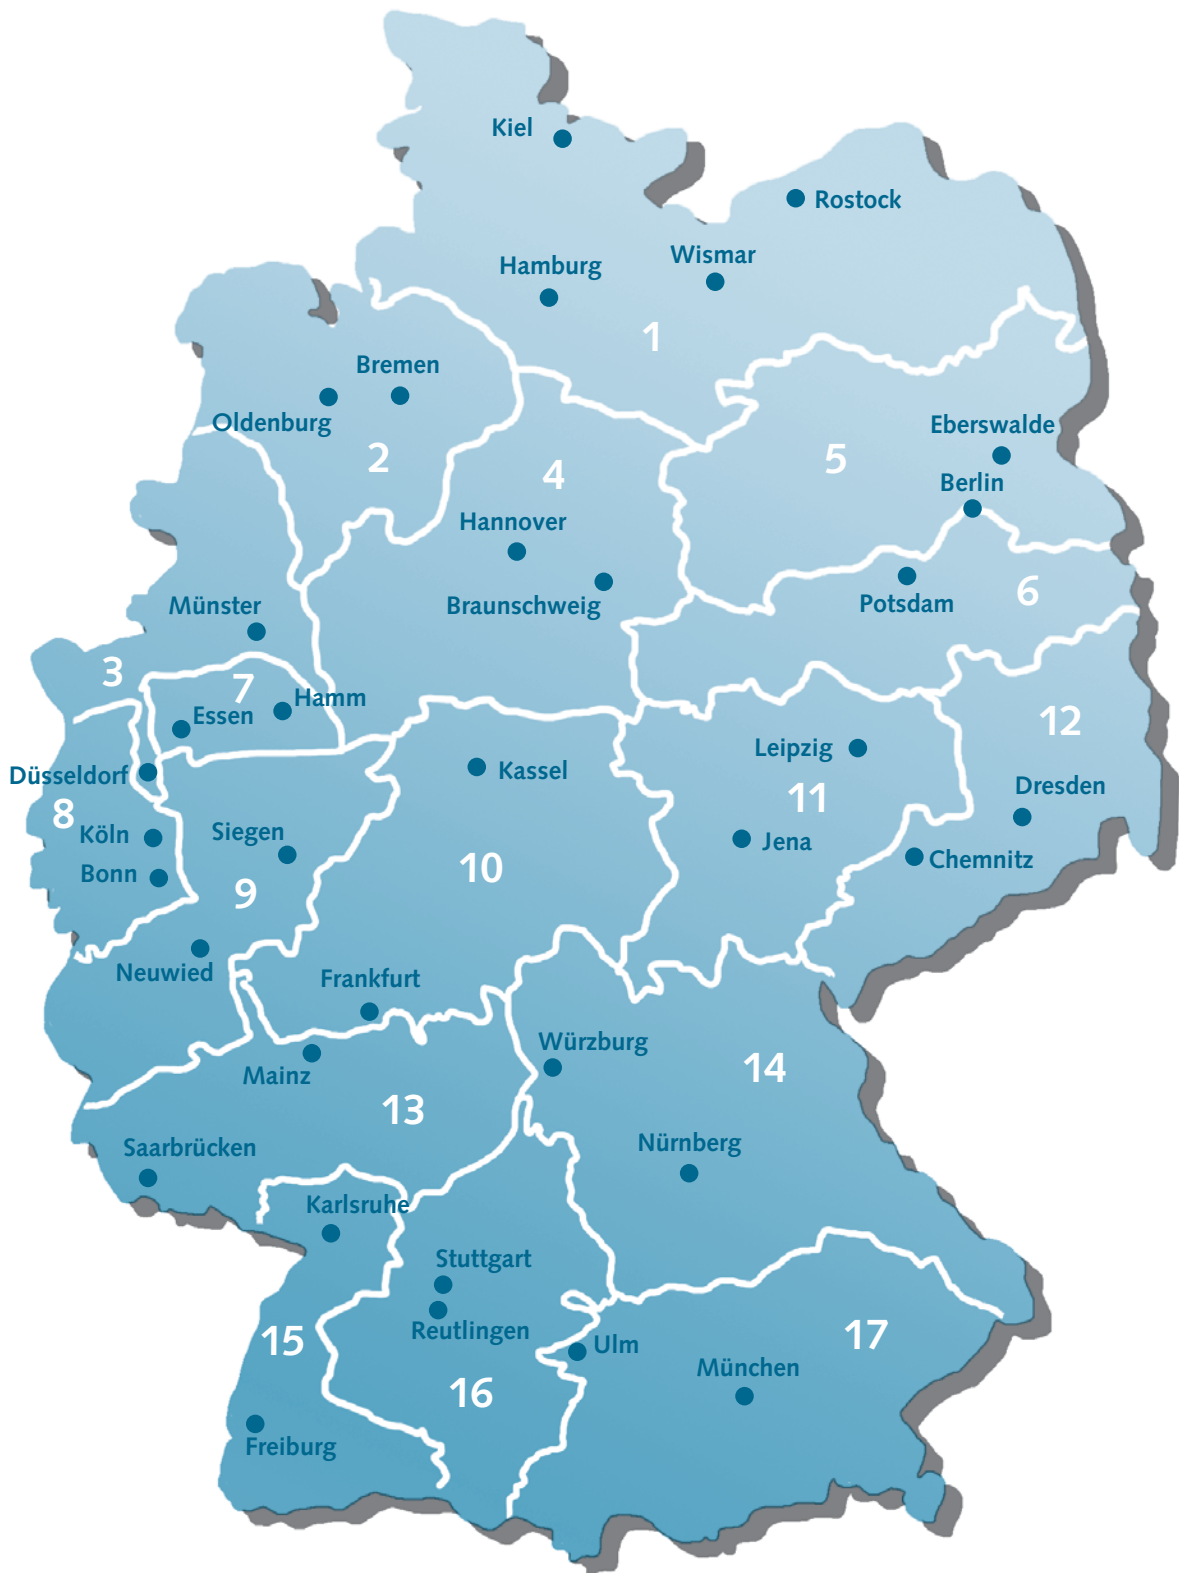 Kiel
Rostock
Wismar
Hamburg
1
Bremen
Oldenburg
2
4
5
Eberswalde
Berlin
Hannover
Braunschweig
Potsdam
6
Münster
3
7
Hamm
Essen
12
Leipzig
Kassel
Düsseldorf
Dresden
11
8
Köln
Siegen
Jena
Bonn
Chemnitz
10
9
Neuwied
Frankfurt
Würzburg
Mainz
14
13
Nürnberg
Saarbrücken
Karlsruhe
Stuttgart
Reutlingen
15
Ulm
17
München
16
Freiburg